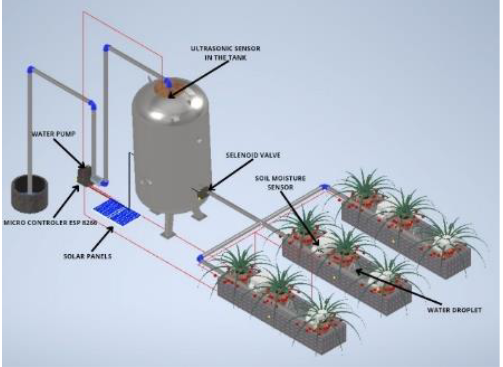 ULTRASONIC SENSOR
IN THE TANK
WATER PUMP
SELENOID VALVE
SOIL MOISTURE
SENSOR
MICRO CONTROLER ESP 8266
SOLAR PANELS
WATER DROPLET